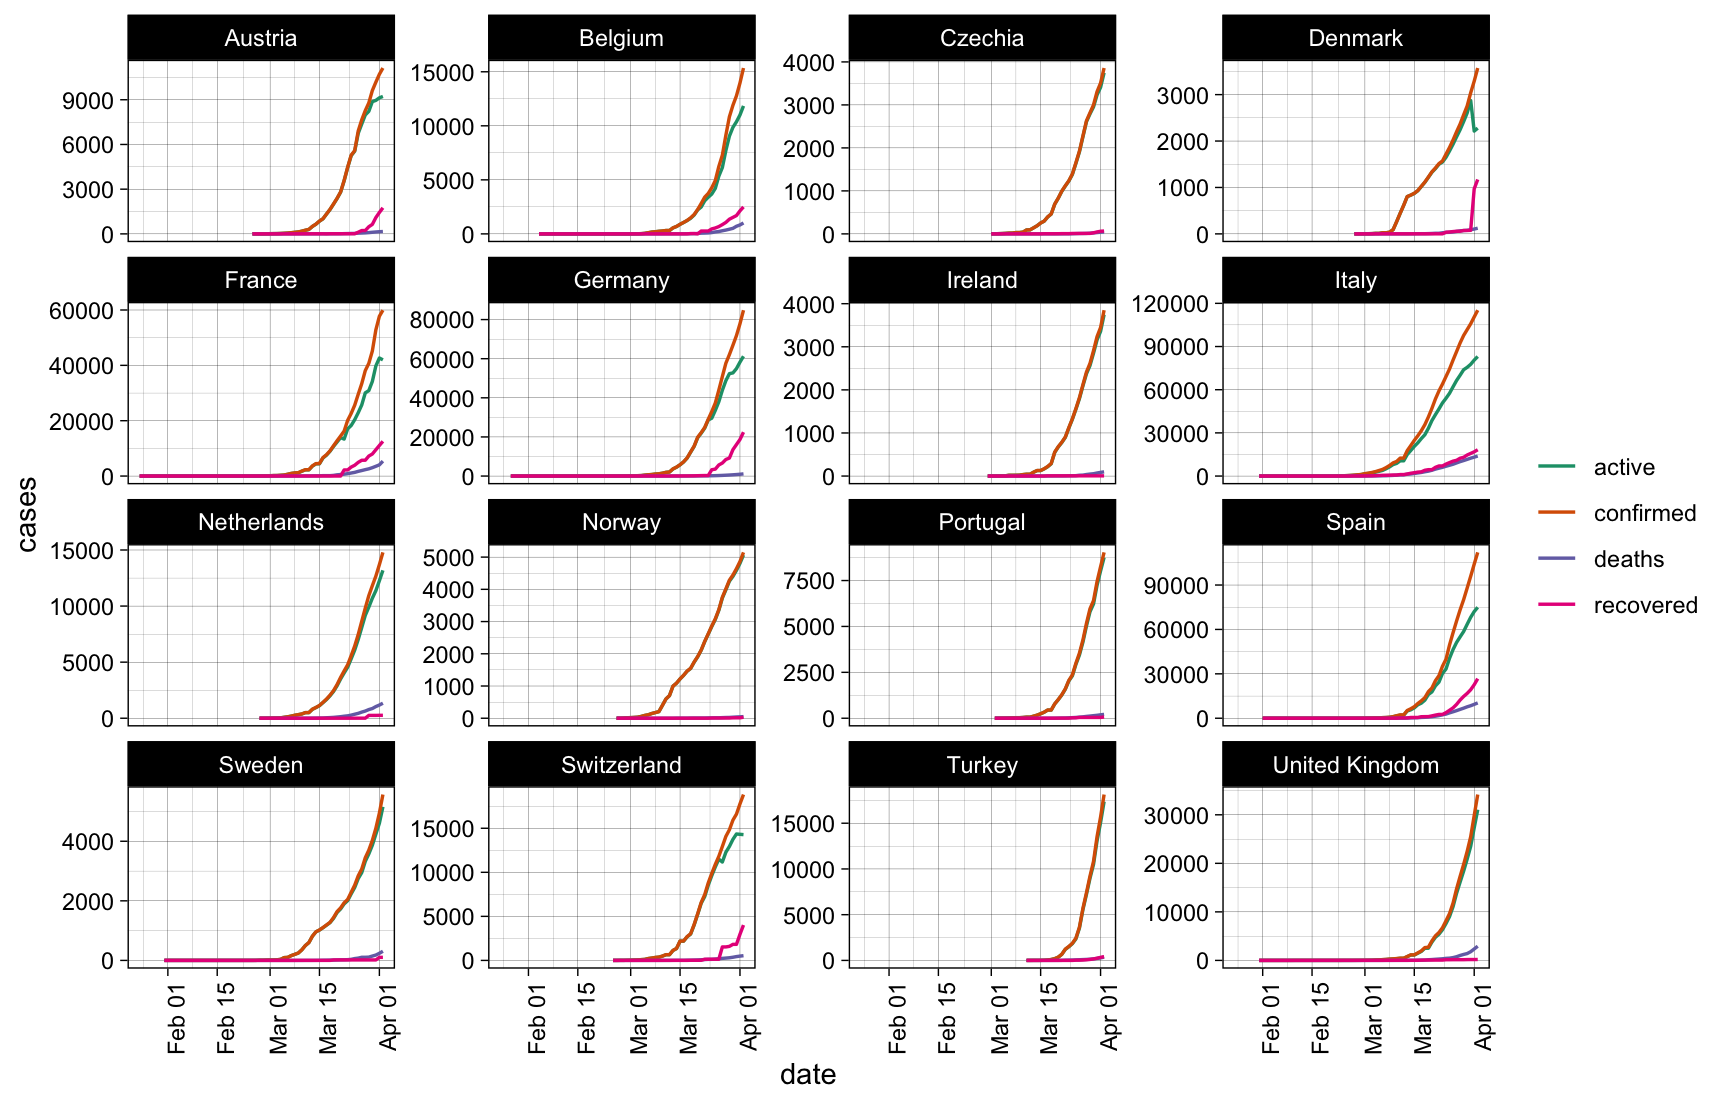 Austria
Belgium
Czechia
Denmark
9000
6000
3000
0
15000
10000
5000
0
4000
3000
2000
1000
0
3000
2000
1000
0
France
Germany
Ireland
Italy
60000
40000
20000
0
80000
60000
40000
20000
0
4000
3000
2000
1000
0
120000
90000
60000
30000
0
Netherlands
Norway
Portugal
Spain
15000
10000
5000
0
5000
4000
3000
2000
1000
0
7500
5000
2500
0
90000
60000
30000
0
Sweden
Switzerland
Turkey
United Kingdom
4000
2000
0
15000
10000
5000
0
15000
10000
5000
0
30000
20000
10000
0
Feb 01
Feb 15
Mar 01
Mar 15
Apr 01
Feb 01
Feb 15
Mar 01
Mar 15
Apr 01
Feb 01
Feb 15
Mar 01
Mar 15
Apr 01
Feb 01
Feb 15
Mar 01
Mar 15
Apr 01
date
cases
active
confirmed
deaths
recovered